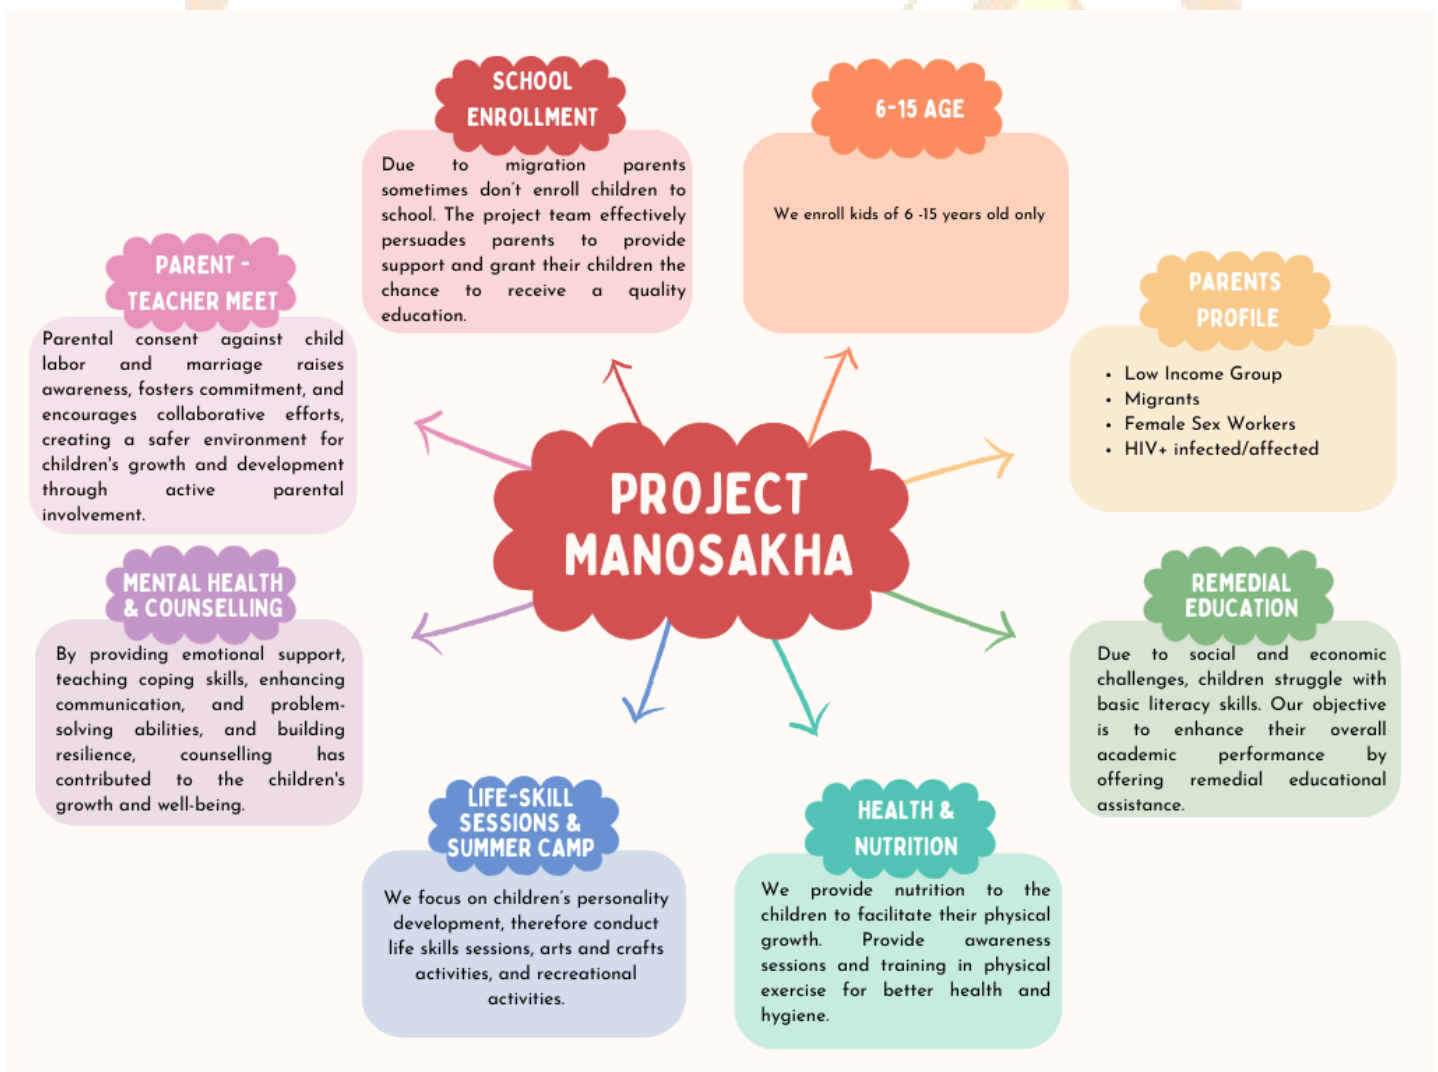 SCHOOL
ENROLLMENT
Due to migration parents
sometimes don't enroll children to
school. The project team effectively
persuades parents to provide
support and grant their children the
chance to receive a quality
education.
6-15 AGE
We enroll kids of 6 -15 years old only
PARENT -
TEACHER MEET
Parental consent against child
labor and marriage raises
awareness, fosters commitment, and
encourages collaborative efforts,
creating a safer environment for
children's growth and development
through active parental
involvement.
PARENTS
PROFILE
• Low Income Group
• Migrants
• Female Sex Workers
• HIV+ infected/affected
PROJECT
MANOSAKHA
MENTAL HEALTH
& COUNSELLING
By providing emotional support,
teaching coping skills, enhancing
communication, and problem-
solving abilities, and building
resilience, counselling has
contributed to the children's
growth and well-being.
REMEDIAL
EDUCATION
Due to social and economic
challenges, children struggle with
basic literacy skills. Our objective
is to enhance their overall
academic performance by
offering remedial educational
assistance.
LIFE-SKILL
SESSIONS &
SUMMER CAMP
We focus on children's personality
development, therefore conduct
life skills sessions, arts and crafts
activities, and recreational
activities.
HEALTH &
NUTRITION
We provide nutrition to the
children to facilitate their physical
growth. Provide awareness
sessions and training in physical
exercise for better health and
hygiene.